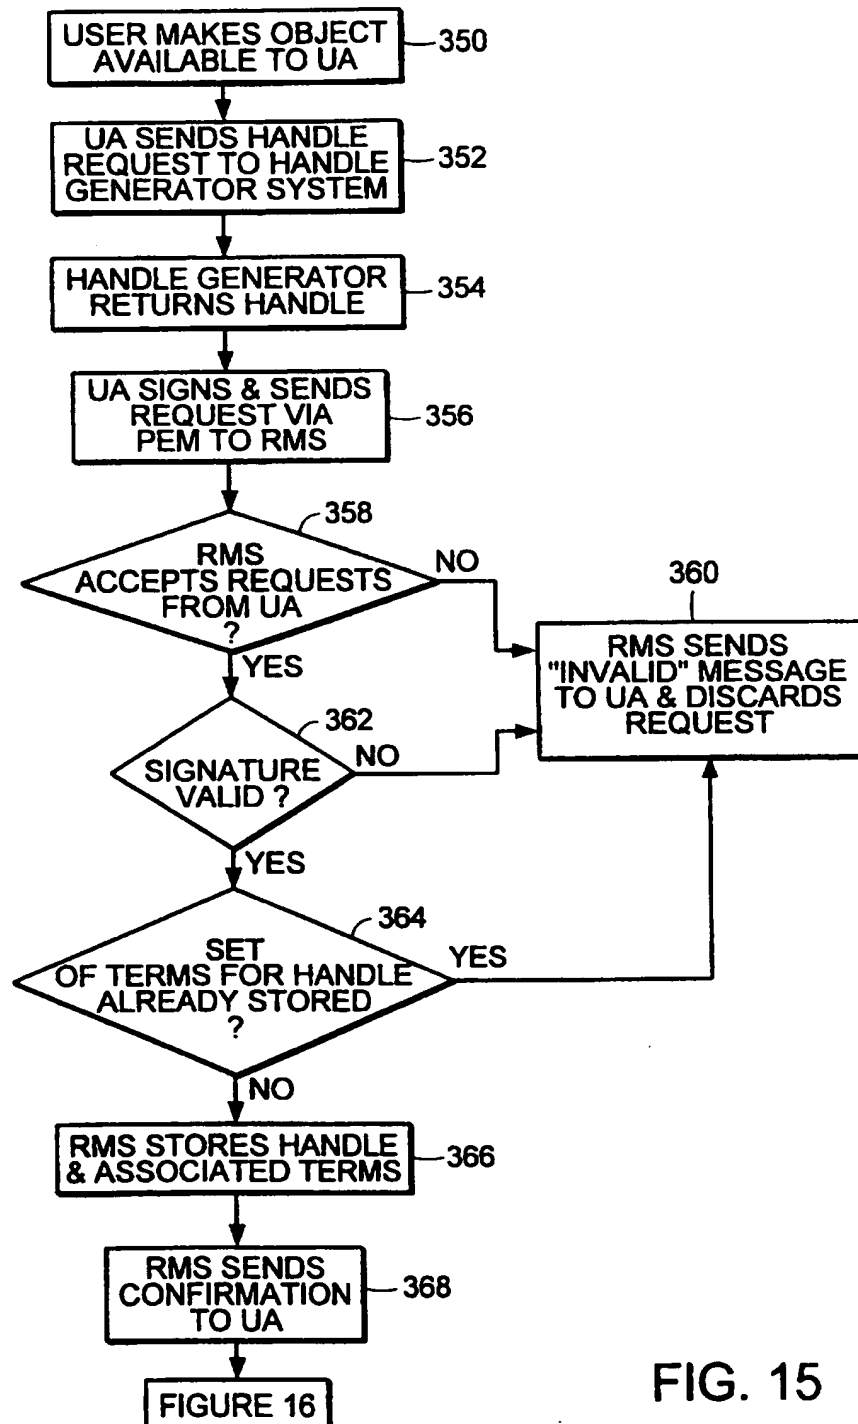 USER MAKES OBJECT
AVAILABLE TO UA
350
UA SENDS HANDLE
REQUEST TO HANDLE
GENERATOR SYSTEM
352
HANDLE GENERATOR
RETURNS HANDLE
354
UA SIGNS & SENDS
REQUEST VIA
PEM TO RMS
356
358
RMS
ACCEPTS REQUESTS
FROM UA
?
NO
YES
360
RMS SENDS
"INVALID" MESSAGE
TO UA & DISCARDS
REQUEST
362
SIGNATURE
VALID ?
NO
YES
364
SET
OF TERMS FOR HANDLE
ALREADY STORED
?
YES
NO
RMS STORES HANDLE
& ASSOCIATED TERMS
366
RMS SENDS
CONFIRMATION
TO UA
368
FIGURE 16
FIG. 15